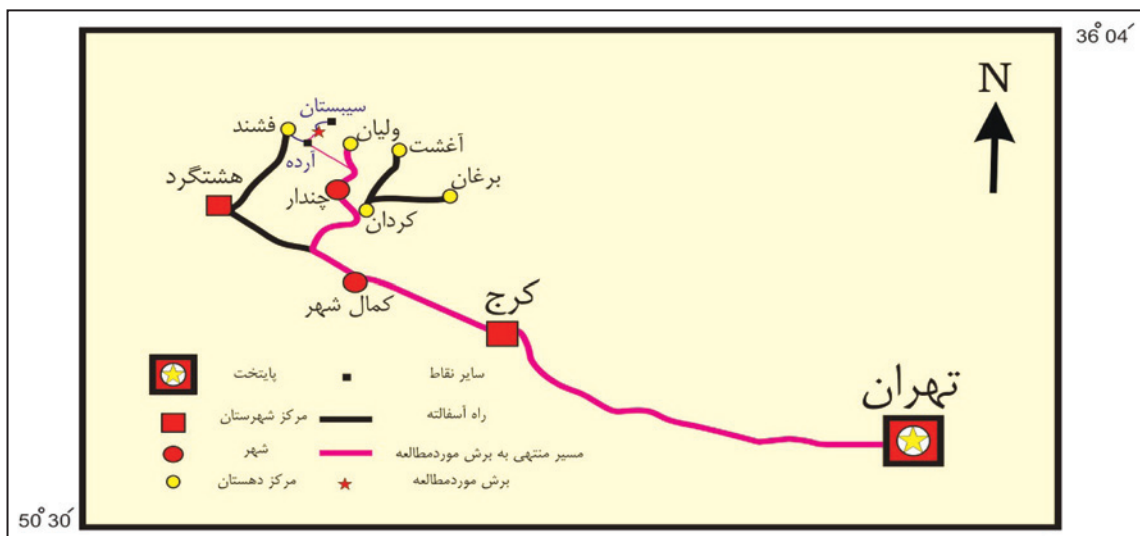 36° 04´
N
سیبستان
فشند
ولیان
آغشت
آرده
برغان
هشتگرد
چندار
کردان
کمال شهر
کرج
تهران
پایتخت
سایر نقاط
مرکز شهرستان
راه آسفالته
شهر
مسیر منتهی به برش موردمطالعه
مرکز دهستان
برش موردمطالعه
50° 30´